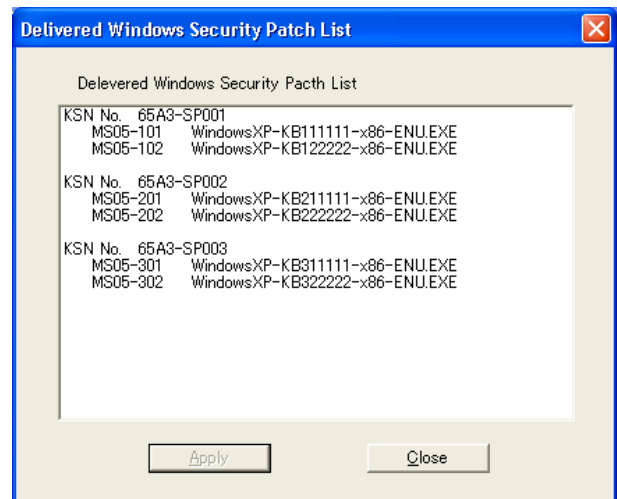 Delivered Windows Security Patch List
Delevered Windows Security Pacth List
KSN No. 65A3-SP001
MS05-101 WindowsXP-KB111111-x86-ENU.EXE
MS05-102 WindowsXP-KB122222-x86-ENU.EXE
KSN No. 65A3-SP002
MS05-201 WindowsXP-KB211111-x86-ENU.EXE
MS05-202 WindowsXP-KB222222-x86-ENU.EXE
KSN No. 65A3-SP003
MS05-301 WindowsXP-KB311111-x86-ENU.EXE
MS05-302 WindowsXP-KB322222-x86-ENU.EXE
Apply Close